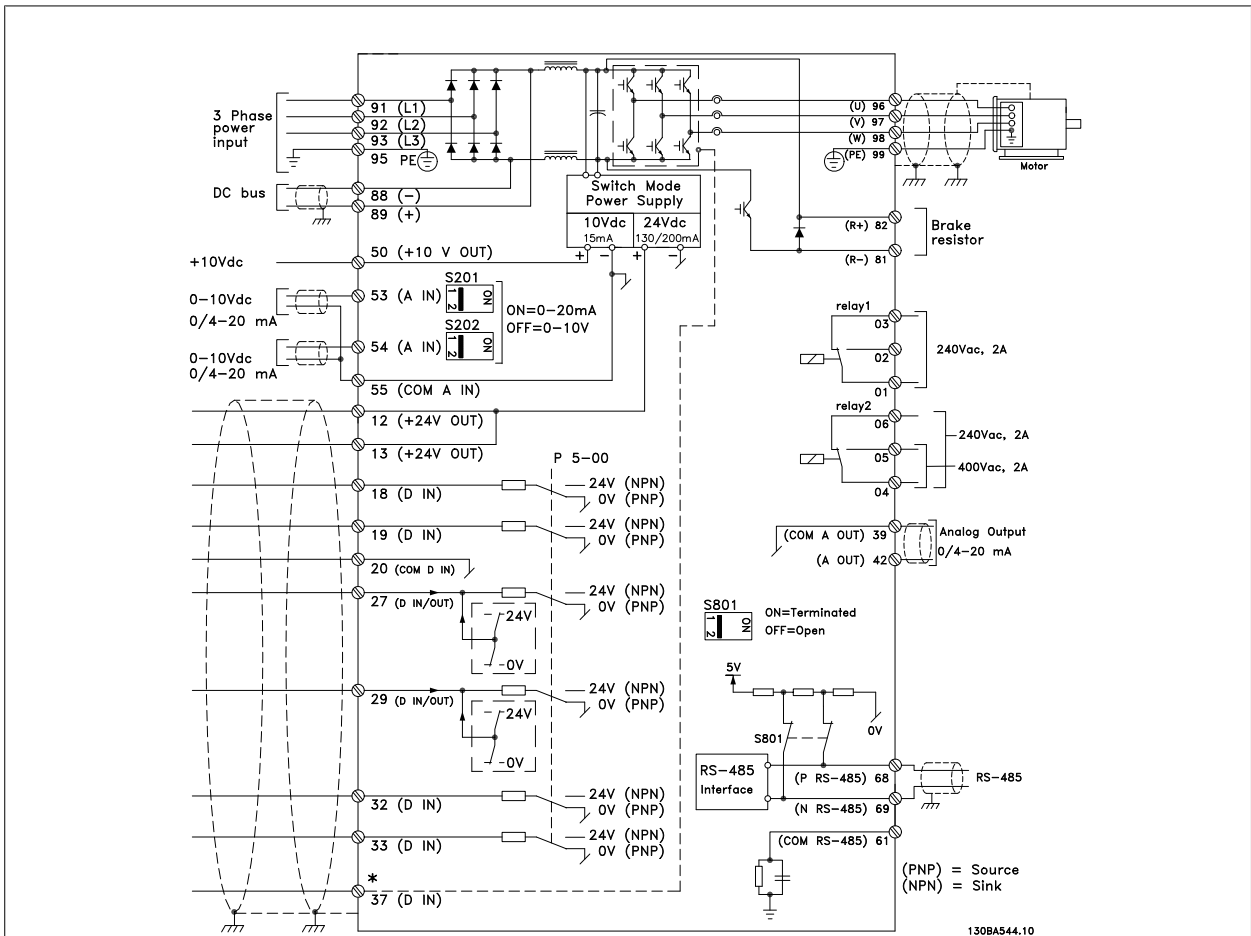 3 Phase
power
input
91 (L1)
92 (L2)
93 (L3)
95 PE
DC bus
88 (-)
89 (+)
Switch Mode
Power Supply
10Vdc
15mA
24Vdc
130/200mA
+ - + -
+10Vdc
50 (+10 V OUT)
0-10Vdc
0/4-20 mA
53 (A IN)
S201
1 2
ON
0-10Vdc
0/4-20 mA
54 (A IN)
S202
1 2
ON
ON=0-20mA
OFF=0-10V
55 (COM A IN)
12 (+24V OUT)
13 (+24V OUT)
P 5-00
18 (D IN)
24V (NPN)
0V (PNP)
19 (D IN)
24V (NPN)
0V (PNP)
20 (COM D IN)
27 (D IN/OUT)
24V (NPN)
0V (PNP)
24V
0V
29 (D IN/OUT)
24V (NPN)
0V (PNP)
24V
0V
32 (D IN)
24V (NPN)
0V (PNP)
33 (D IN)
24V (NPN)
0V (PNP)
*
37 (D IN)
(U) 96
(V) 97
(W) 98
(PE) 99
Motor
(R+) 82
Brake
resistor
(R-) 81
relay1
03
02
01
240Vac, 2A
relay2
06
05
04
240Vac, 2A
400Vac, 2A
(COM A OUT) 39
(A OUT) 42
Analog Output
0/4-20 mA
S801
1 2
ON
ON=Terminated
OFF=Open
5V
0V
S801
RS-485
Interface
(P RS-485) 68
RS-485
(N RS-485) 69
(COM RS-485) 61
(PNP) = Source
(NPN) = Sink
130BA544.10